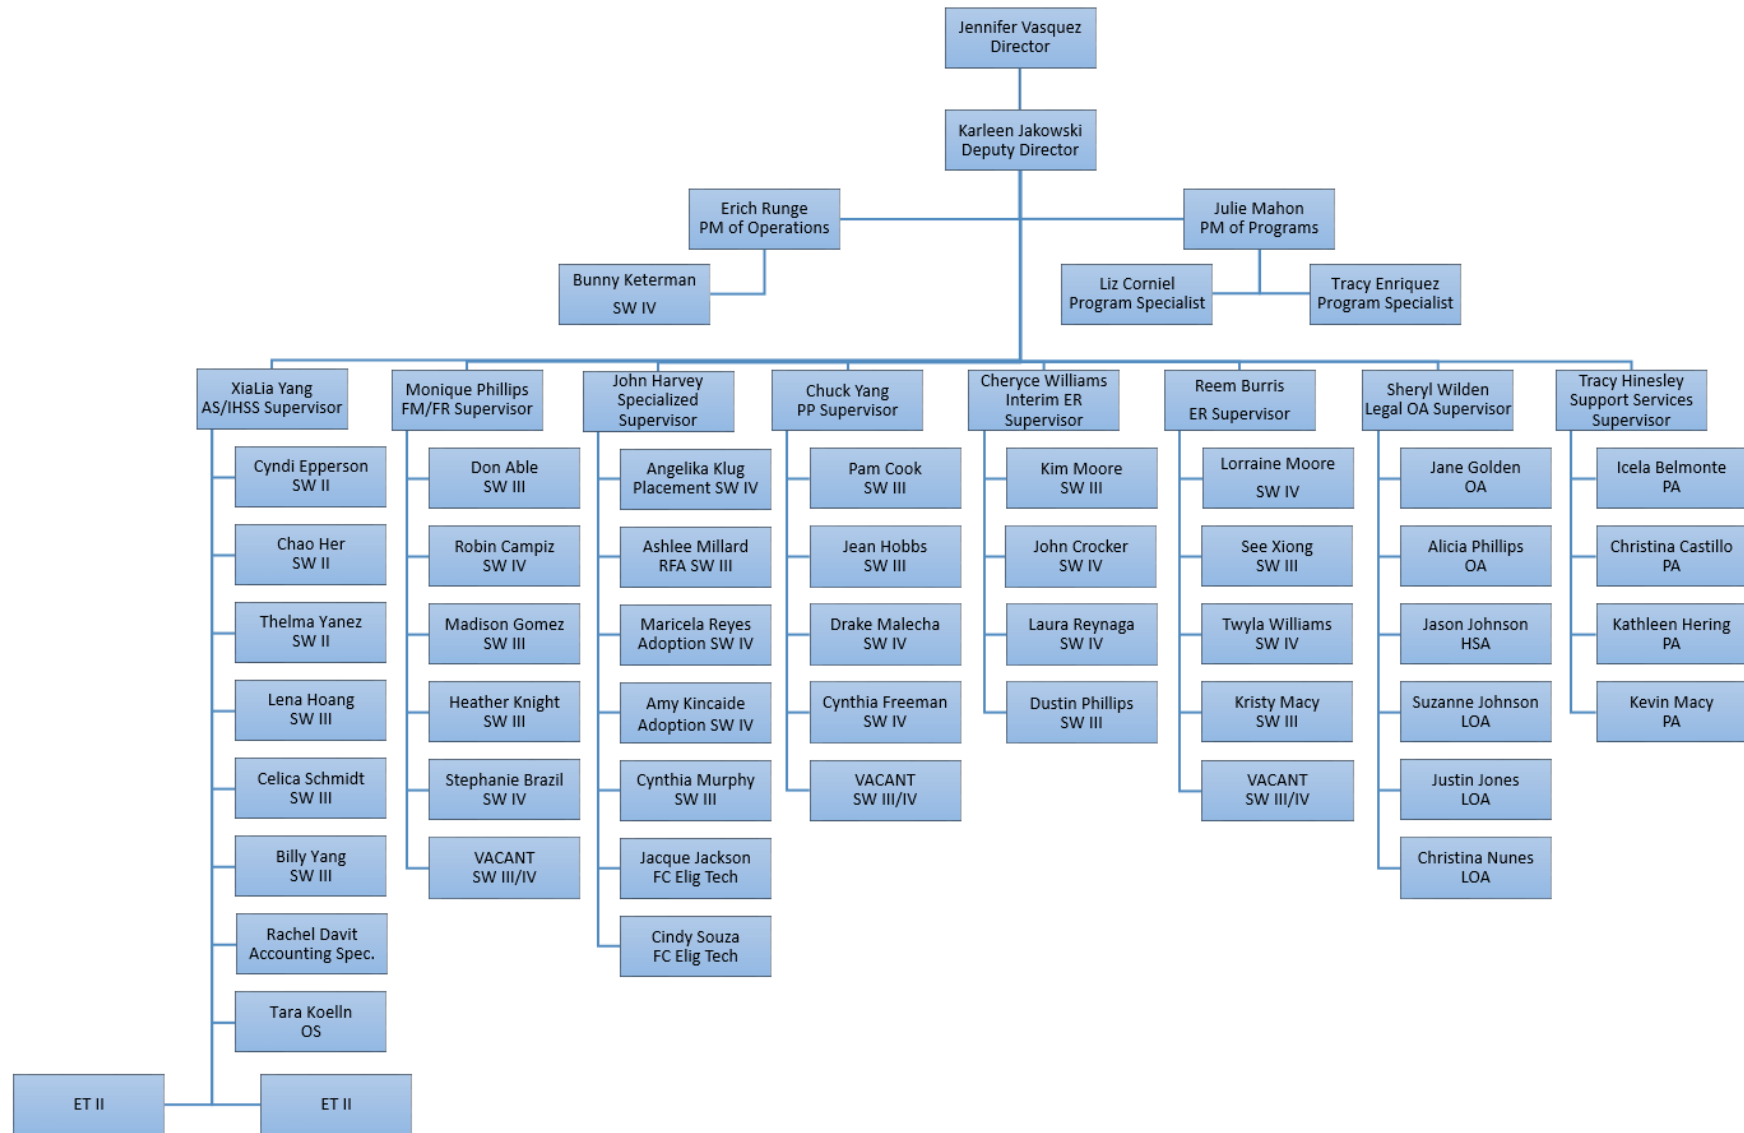 Jennifer Vasquez
Director
Karleen Jakowski
Deputy Director
Erich Runge
PM of Operations
Julie Mahon
PM of Programs
Bunny Keterman
SW IV
Liz Corniel
Program Specialist
Tracy Enriquez
Program Specialist
XiaLia Yang
AS/IHSS Supervisor
Cyndi Epperson
SW II
Chao Her
SW II
Thelma Yanez
SW II
Lena Hoang
SW III
Celica Schmidt
SW III
Billy Yang
SW III
Rachel Davit
Accounting Spec.
Tara Koelln
OS
ET II
ET II
Monique Phillips
FM/FR Supervisor
Don Able
SW III
Robin Campiz
SW IV
Madison Gomez
SW III
Heather Knight
SW III
Stephanie Brazil
SW IV
VACANT
SW III/IV
John Harvey
Specialized
Supervisor
Angelika Klug
Placement SW IV
Ashlee Millard
RFA SW III
Maricela Reyes
Adoption SW IV
Amy Kincaide
Adoption SW IV
Cynthia Murphy
SW III
Jacque Jackson
FC Elig Tech
Cindy Souza
FC Elig Tech
Chuck Yang
PP Supervisor
Pam Cook
SW III
Jean Hobbs
SW III
Drake Malecha
SW IV
Cynthia Freeman
SW IV
VACANT
SW III/IV
Cheryce Williams
Interim ER
Supervisor
Kim Moore
SW III
John Crocker
SW IV
Laura Reynaga
SW IV
Dustin Phillips
SW III
Reem Burris
ER Supervisor
Lorraine Moore
SW IV
See Xiong
SW III
Twyla Williams
SW IV
Kristy Macy
SW III
VACANT
SW III/IV
Sheryl Wilden
Legal OA Supervisor
Jane Golden
OA
Alicia Phillips
OA
Jason Johnson
HSA
Suzanne Johnson
LOA
Justin Jones
LOA
Christina Nunes
LOA
Tracy Hinesley
Support Services
Supervisor
Icela Belmonte
PA
Christina Castillo
PA
Kathleen Hering
PA
Kevin Macy
PA